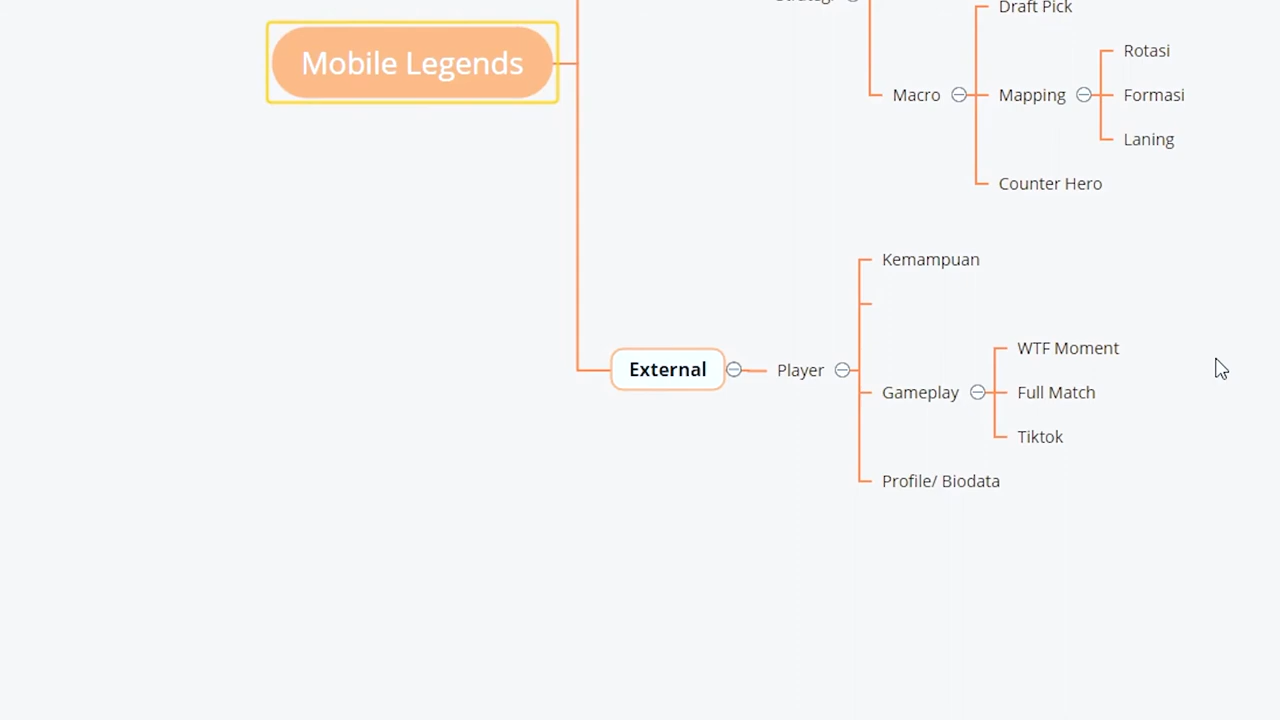 Draft Pick
Mobile Legends
Rotasi
Macro
Mapping
Formasi
Laning
Counter Hero
Kemampuan
WTF Moment
External
Player
Gameplay
Full Match
Tiktok
Profile/ Biodata